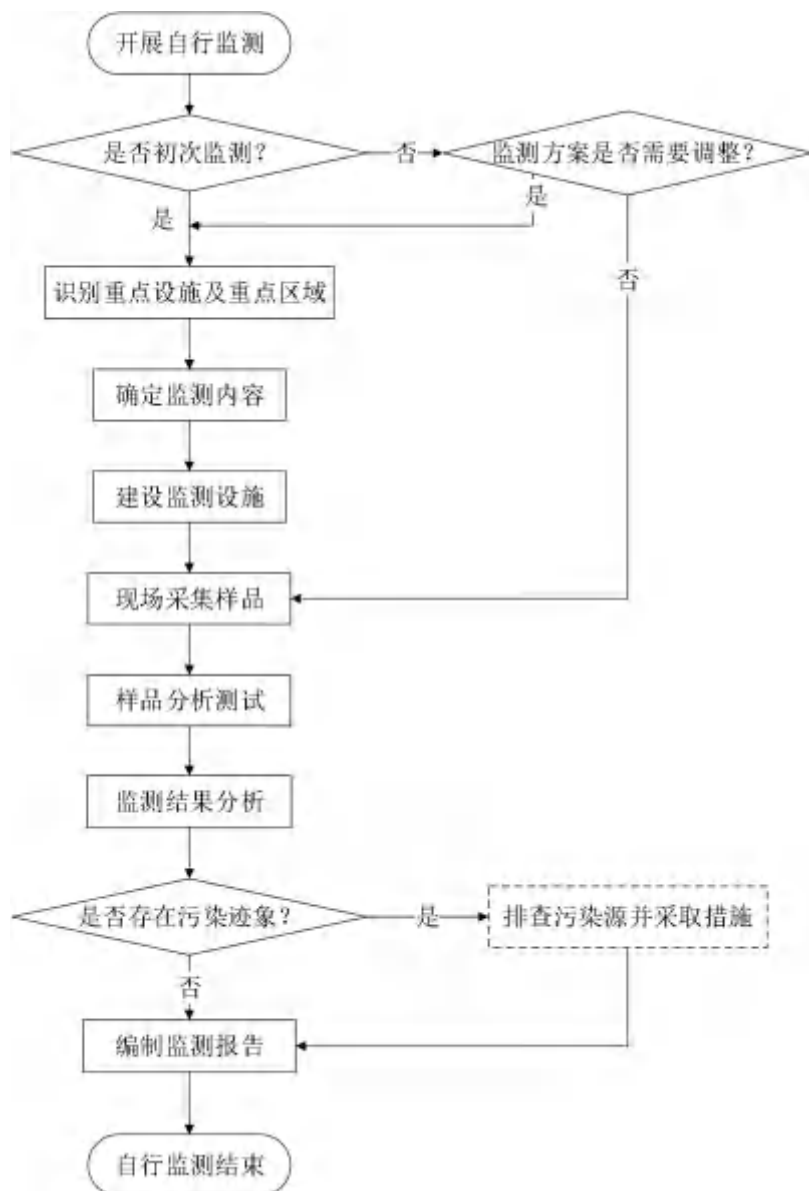 开展自行监测
是否初次监测?
否
监测方案是否需要调整?
是
是
识别重点设施及重点区域
否
确定监测内容
建设监测设施
现场采集样品
样品分析测试
监测结果分析
是否存在污染迹象?
是
排查污染源并采取措施
否
编制监测报告
自行监测结束